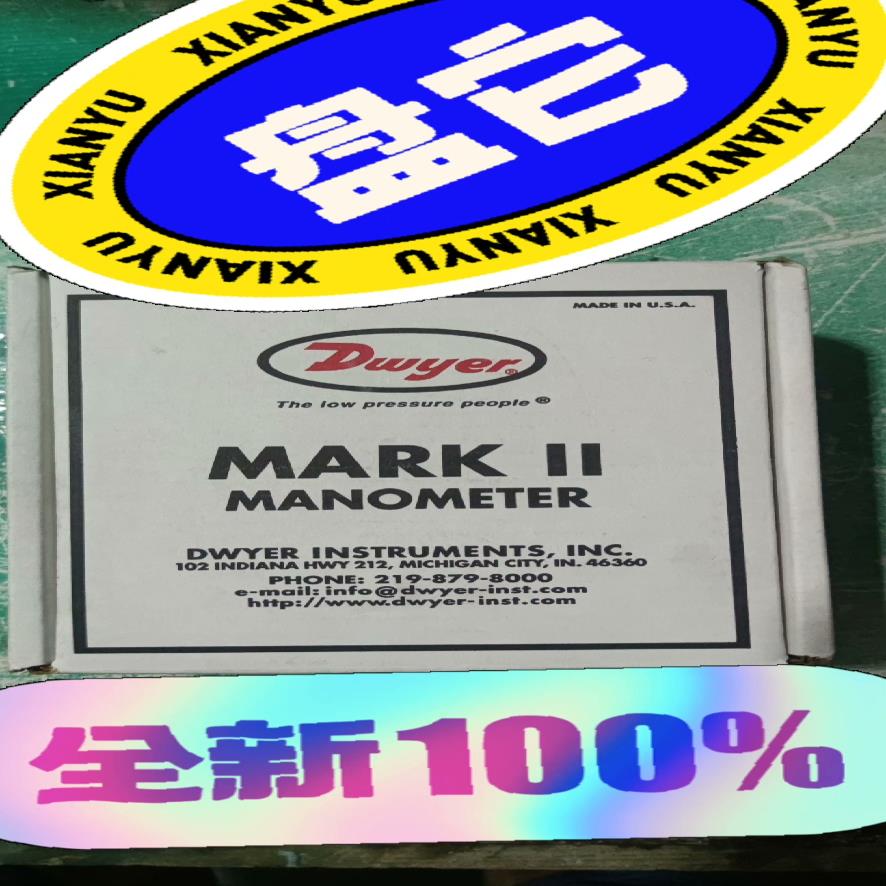 XIANYU
XIANYU
XIANYU
XIANYU
XIANYU
盘它
MADE IN U.S.A.
Dwyer®
The low pressure people®
MARK II
MANOMETER
DWYER INSTRUMENTS, INC.
102 INDIANA HWY 212, MICHIGAN CITY, IN. 46360
PHONE: 219-879-8000
e-mail: info@dwyer-inst.com
http://www.dwyer-inst.com
全新100%